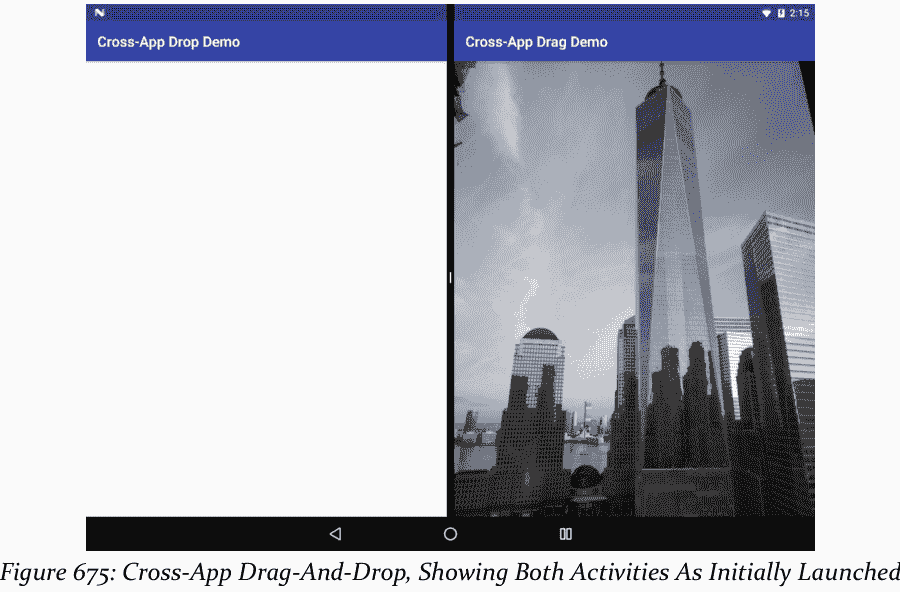 2:15
Cross-App Drop Demo
Cross-App Drag Demo
Figure 675: Cross-App Drag-And-Drop, Showing Both Activities As Initially Launched